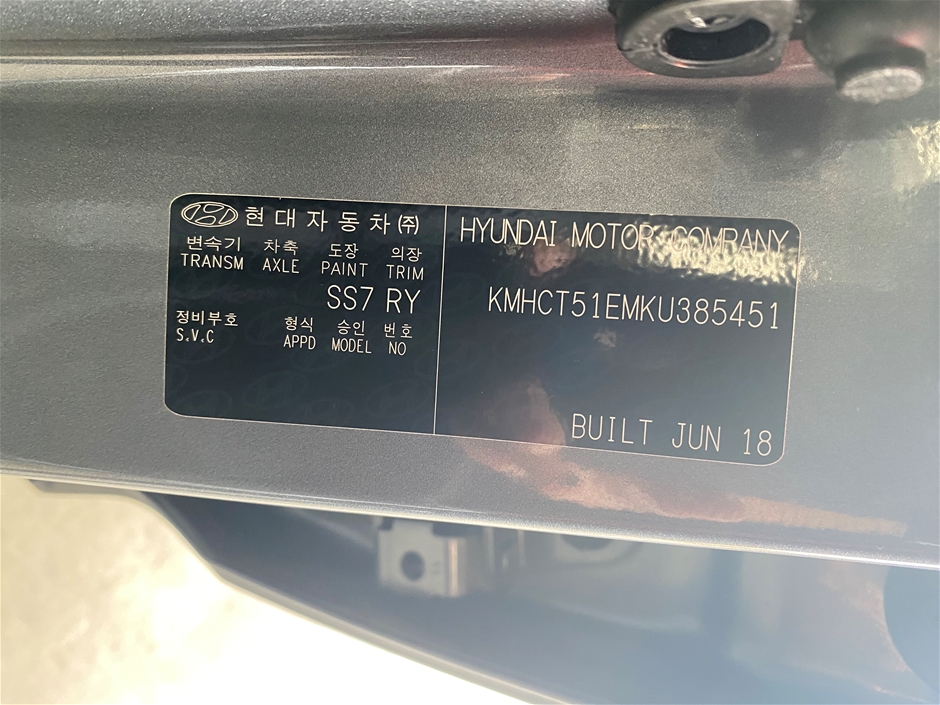 현대자동차㈜
변속기 차축 도장 의장
TRANSM AXLE PAINT TRIM
SS7 RY
정비부호 형식 승인 번호
S.V.C APPD MODEL NO
HYUNDAI MOTOR COMPANY
KMHCT51EMKU385451
BUILT JUN 18